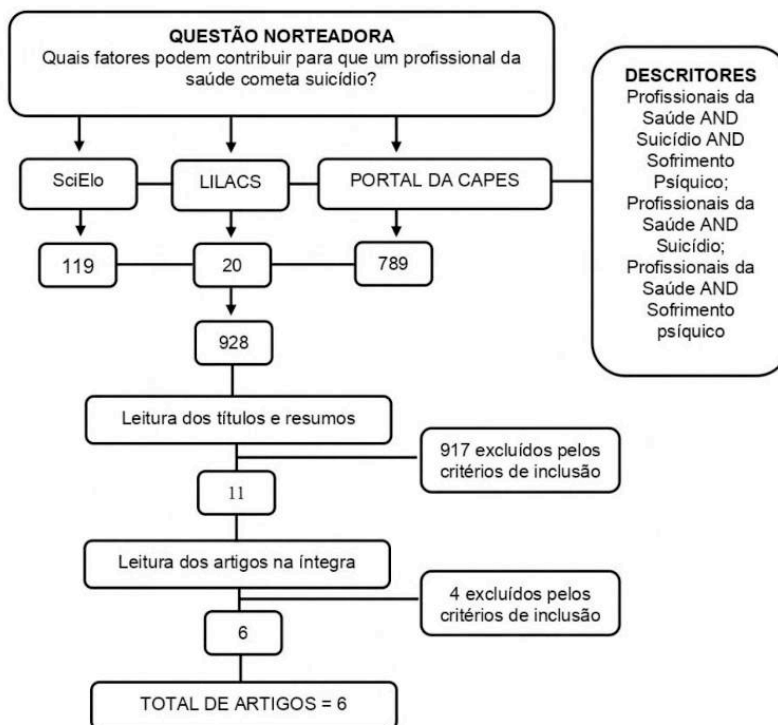 QUESTÃO NORTEADORA
Quais fatores podem contribuir para que um profissional da
saúde cometa suicídio?
DESCRITORES
Profissionais da
Saúde AND
Suicídio AND
Sofrimento
Psíquico;
Profissionais da
Saúde AND
Suicídio;
Profissionais da
Saúde AND
Sofrimento
psíquico
SciElo
LILACS
PORTAL DA CAPES
119
20
789
928
Leitura dos títulos e resumos
917 excluídos pelos
critérios de inclusão
11
Leitura dos artigos na íntegra
4 excluídos pelos
critérios de inclusão
6
TOTAL DE ARTIGOS = 6